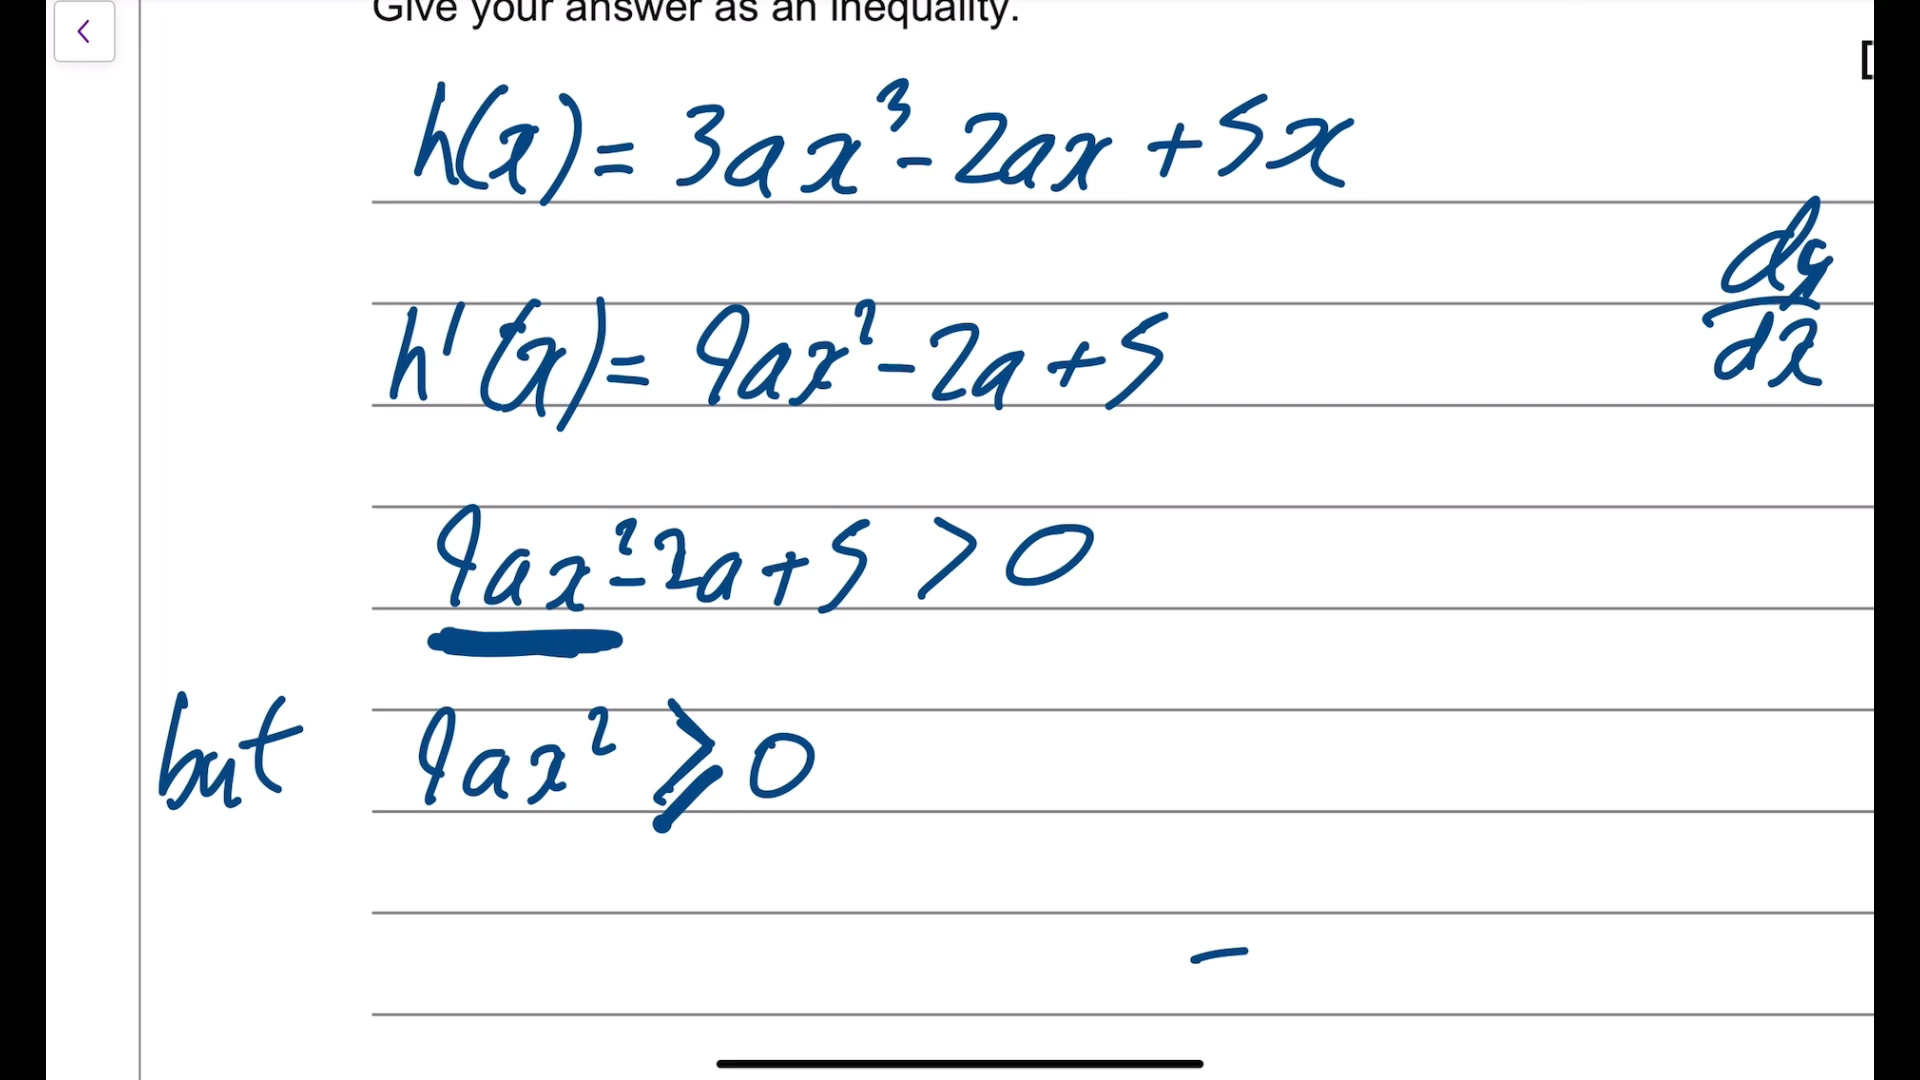 Give your answer as an inequality.
[
h(x) = 3ax³ - 2ax + 5x
dy
dx
h'(x) = 9ax² - 2a + 5
9ax² - 2a + 5 > 0
but 9ax² ⩾ 0
-